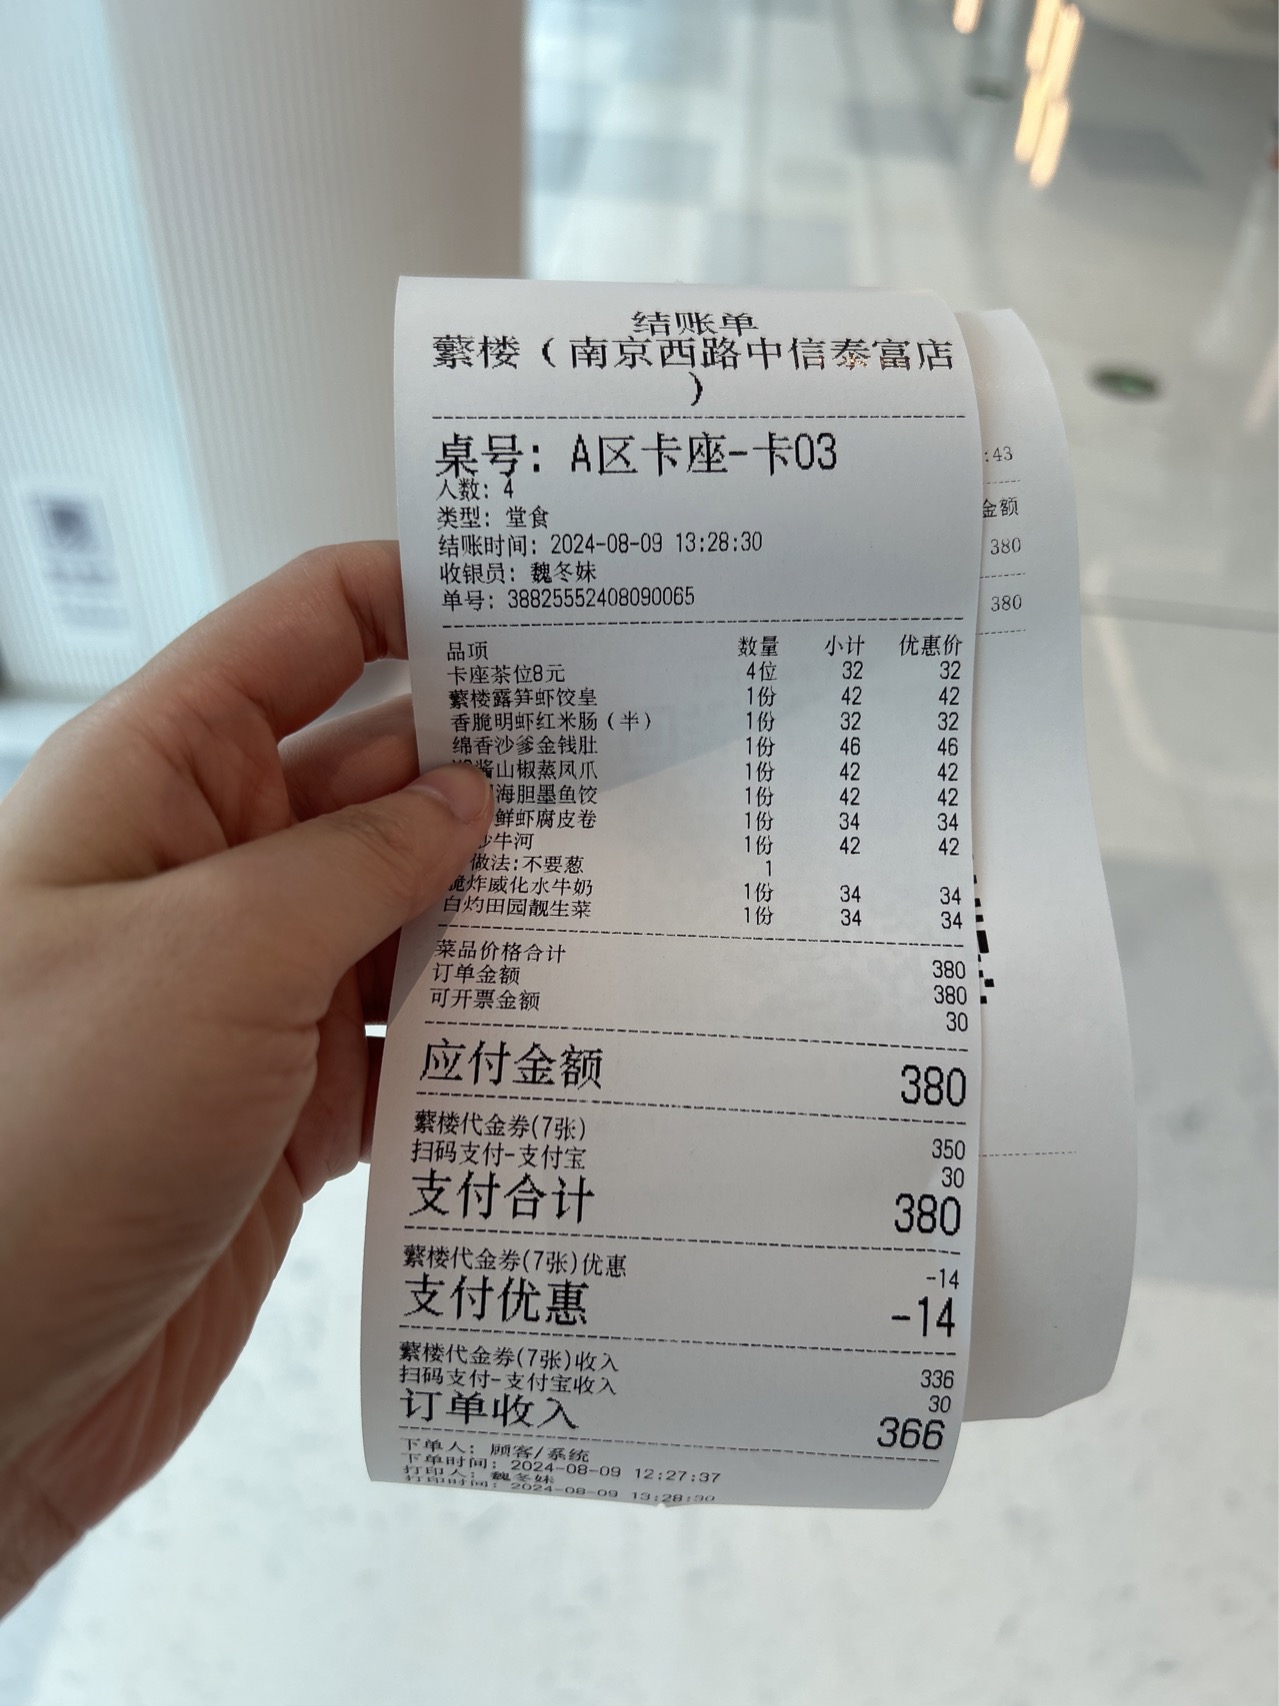 结账单
蘩楼（南京西路中信泰富店
）
桌号：A区卡座-卡03
人数：4
类型：堂食
结账时间：2024-08-09 13:28:30
收银员：魏冬妹
单号：38825552408090065
品项 数量 小计 优惠价
卡座茶位8元 4位 32 32
蘩楼露笋虾饺皇 1份 42 42
香脆明虾红米肠（半） 1份 32 32
绵香沙爹金钱肚 1份 46 46
酱山椒蒸凤爪 1份 42 42
海胆墨鱼饺 1份 42 42
鲜虾腐皮卷 1份 34 34
炒牛河 1份 42 42
做法:不要葱 1
脆炸威化水牛奶 1份 34 34
白灼田园靓生菜 1份 34 34
菜品价格合计 380
订单金额 380
可开票金额 30
应付金额 380
蘩楼代金券(7张) 350
扫码支付-支付宝 30
支付合计 380
蘩楼代金券(7张)优惠 -14
支付优惠 -14
蘩楼代金券(7张)收入 336
扫码支付-支付宝收入 30
订单收入 366
下单人：顾客/系统
下单时间：2024-08-09 12:27:37
打印人：魏冬妹
打印时间：2024-08-09 13:28:30
:43
金额
380
380